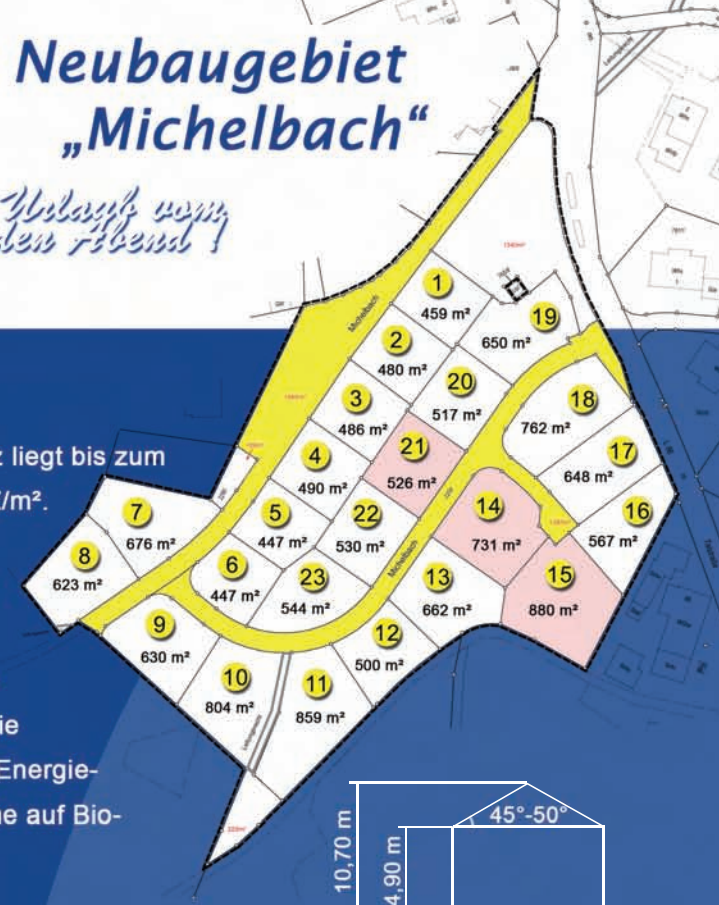 Neubaugebiet
„Michelbach“
Urlaub vom
den Abend !
z liegt bis zum
/m².
1
459 m²
19
650 m²
2
480 m²
20
517 m²
18
762 m²
3
486 m²
21
526 m²
17
648 m²
4
490 m²
14
731 m²
16
567 m²
5
447 m²
22
530 m²
7
676 m²
15
880 m²
8
623 m²
6
447 m²
23
544 m²
13
662 m²
9
630 m²
12
500 m²
10
804 m²
11
859 m²
Michelbach
Michelbach
Leitungsrecht
Leitungsrecht
ie
Energie-
e auf Bio-
45°-50°
10,70 m
4,90 m